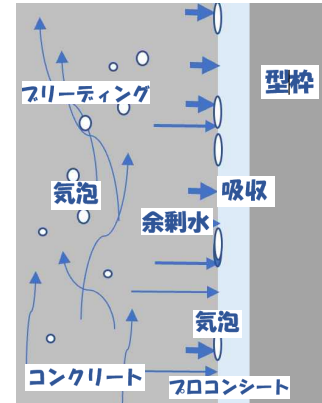 型枠
ブリーディング
気泡
吸収
余剰水
気泡
コンクリート
プロコンシート